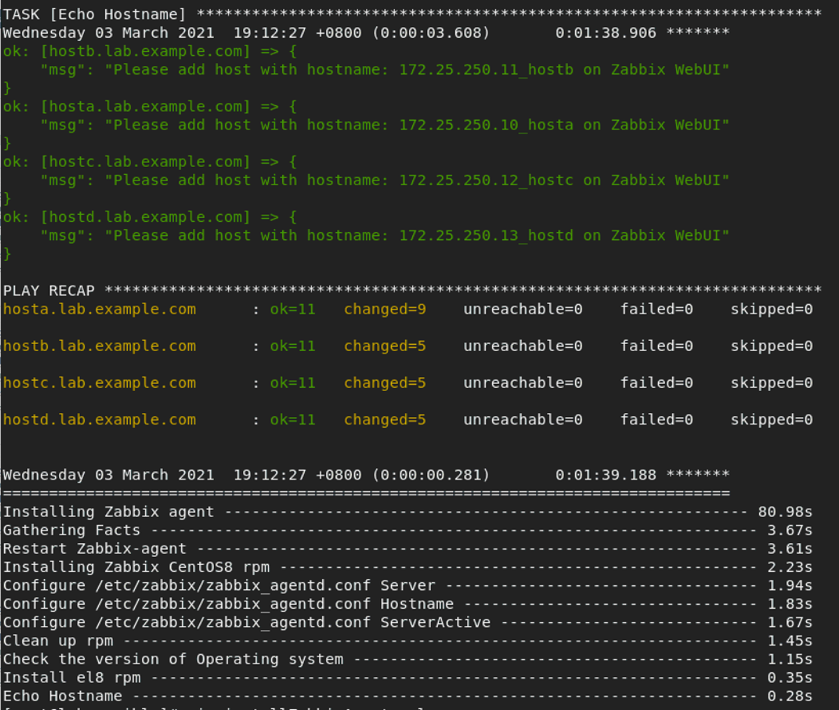 TASK [Echo Hostname] *******************************************************************
Wednesday 03 March 2021  19:12:27 +0800 (0:00:03.608)       0:01:38.906 *******
ok: [hostb.lab.example.com] => {
    "msg": "Please add host with hostname: 172.25.250.11_hostb on Zabbix WebUI"
}
ok: [hosta.lab.example.com] => {
    "msg": "Please add host with hostname: 172.25.250.10_hosta on Zabbix WebUI"
}
ok: [hostc.lab.example.com] => {
    "msg": "Please add host with hostname: 172.25.250.12_hostc on Zabbix WebUI"
}
ok: [hostd.lab.example.com] => {
    "msg": "Please add host with hostname: 172.25.250.13_hostd on Zabbix WebUI"
}
PLAY RECAP *****************************************************************************
hosta.lab.example.com      : ok=11   changed=9    unreachable=0    failed=0    skipped=0
hostb.lab.example.com      : ok=11   changed=5    unreachable=0    failed=0    skipped=0
hostc.lab.example.com      : ok=11   changed=5    unreachable=0    failed=0    skipped=0
hostd.lab.example.com      : ok=11   changed=5    unreachable=0    failed=0    skipped=0
Wednesday 03 March 2021  19:12:27 +0800 (0:00:00.281)       0:01:39.188 *******
===============================================================================
Installing Zabbix agent --------------------------------------------------------- 80.98s
Gathering Facts ------------------------------------------------------------------ 3.67s
Restart Zabbix-agent ------------------------------------------------------------- 3.61s
Installing Zabbix CentOS8 rpm ---------------------------------------------------- 2.23s
Configure /etc/zabbix/zabbix_agentd.conf Server ---------------------------------- 1.94s
Configure /etc/zabbix/zabbix_agentd.conf Hostname -------------------------------- 1.83s
Configure /etc/zabbix/zabbix_agentd.conf ServerActive ---------------------------- 1.67s
Clean up rpm --------------------------------------------------------------------- 1.45s
Check the version of Operating system -------------------------------------------- 1.15s
Install el8 rpm ------------------------------------------------------------------ 0.35s
Echo Hostname -------------------------------------------------------------------- 0.28s